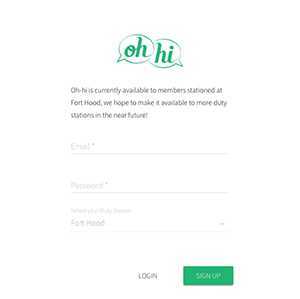 oh hi
Oh-hi is currently available to members stationed at
Fort Hood, we hope to make it available to more duty
stations in the near future!
Email *
Password *
Select your Duty Station
Fort Hood
LOGIN SIGN UP